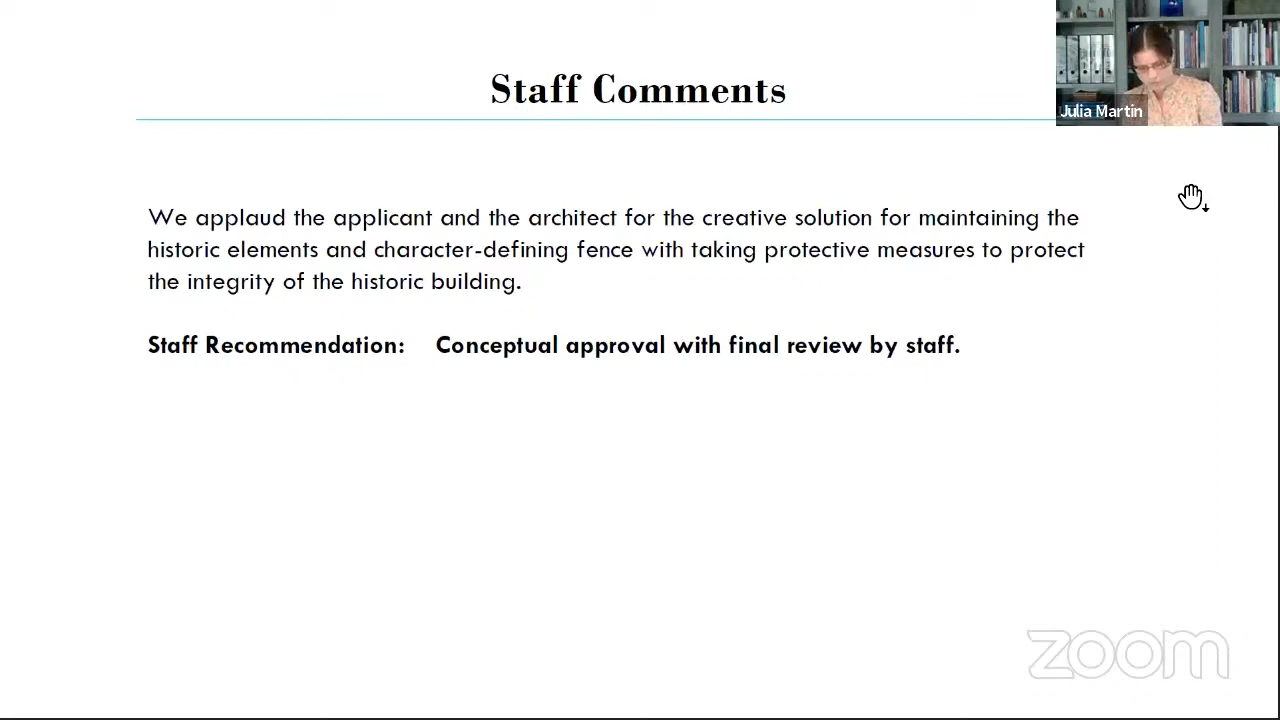 Staff Comments
Julia Martin
We applaud the applicant and the architect for the creative solution for maintaining the
historic elements and character-defining fence with taking protective measures to protect
the integrity of the historic building.
Staff Recommendation: Conceptual approval with final review by staff.
zoom